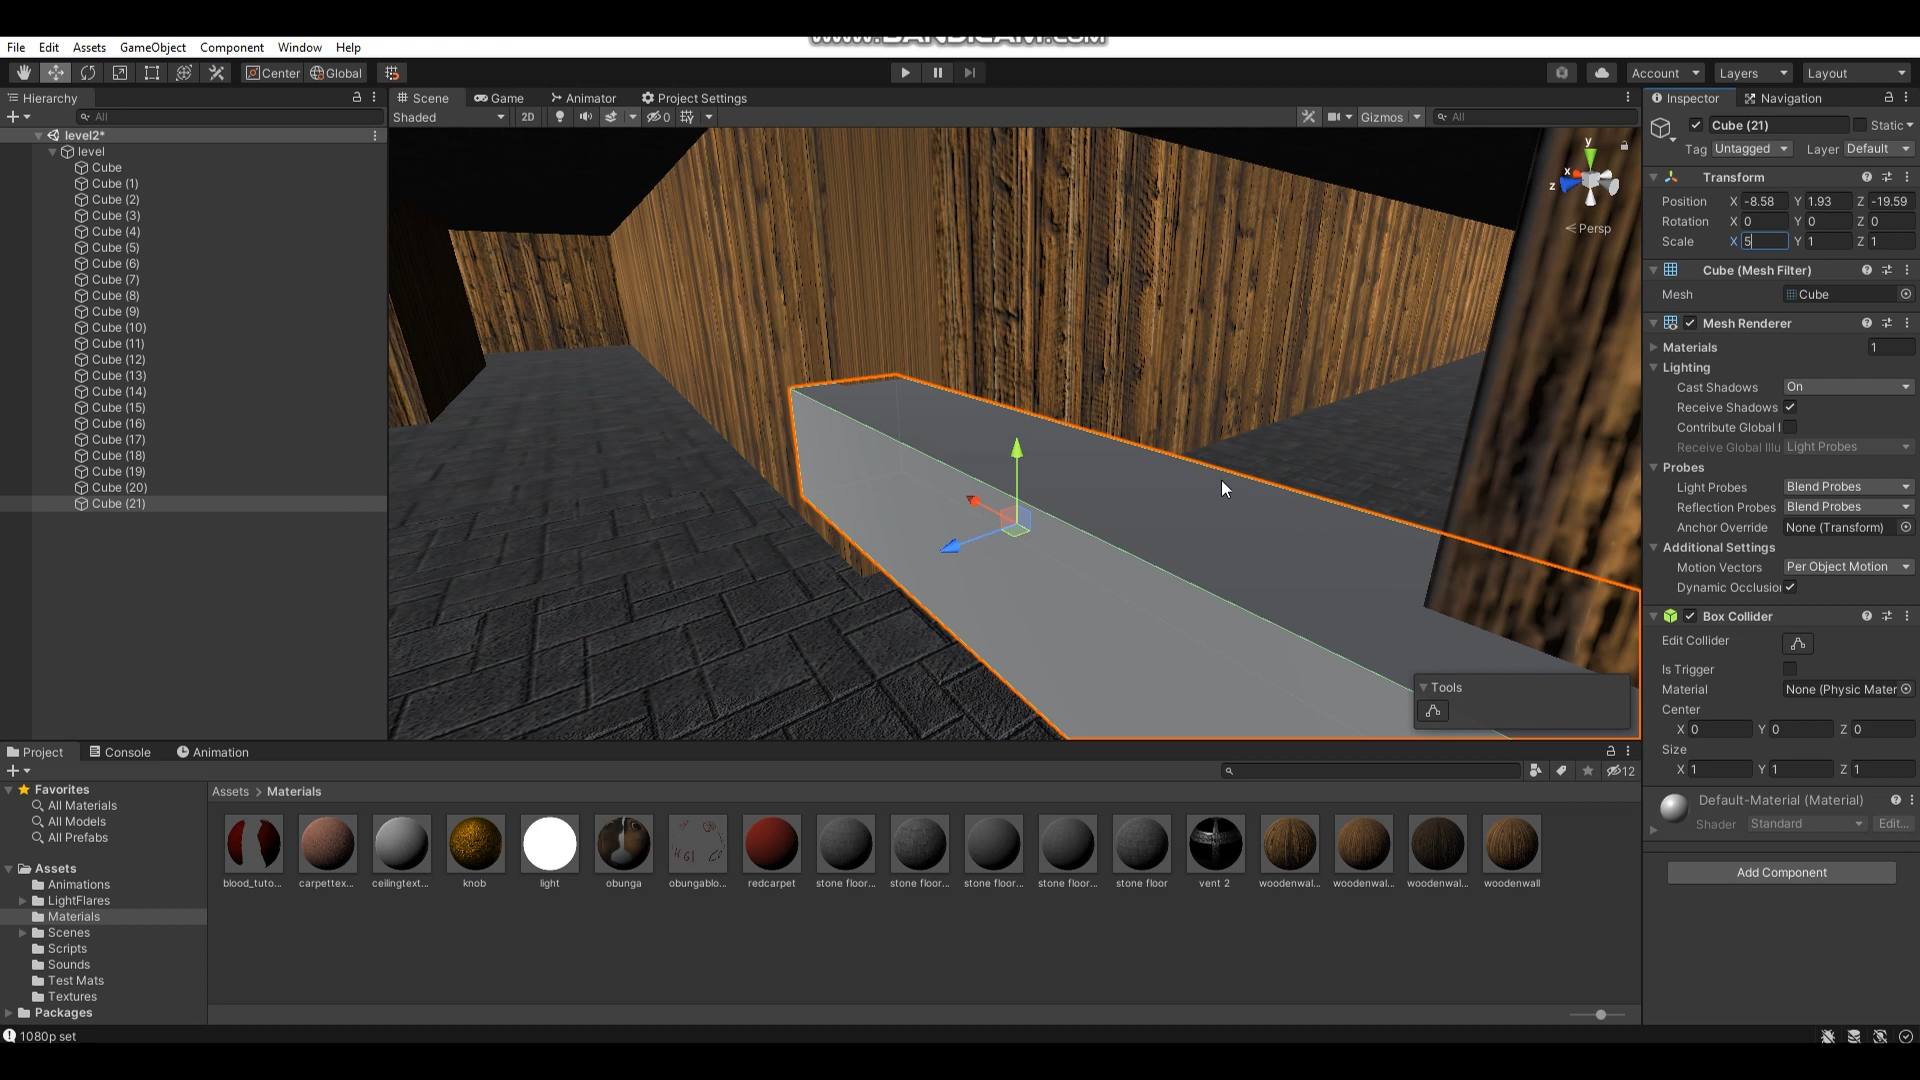 www.BANDICAM.com
File Edit Assets GameObject Component Window Help
Center Global
Account Layers Layout
Hierarchy
All
level2*
level
Cube
Cube (1)
Cube (2)
Cube (3)
Cube (4)
Cube (5)
Cube (6)
Cube (7)
Cube (8)
Cube (9)
Cube (10)
Cube (11)
Cube (12)
Cube (13)
Cube (14)
Cube (15)
Cube (16)
Cube (17)
Cube (18)
Cube (19)
Cube (20)
Cube (21)
Scene Game Animator Project Settings
Shaded 2D 0 Gizmos All
y
x
z
Persp
Tools
Inspector Navigation
Cube (21) Static
Tag Untagged Layer Default
Transform
Position X -8.58 Y 1.93 Z -19.59
Rotation X 0 Y 0 Z 0
Scale X 5 Y 1 Z 1
Cube (Mesh Filter)
Mesh Cube
Mesh Renderer
Materials 1
Lighting
Cast Shadows On
Receive Shadows
Contribute Global I
Receive Global Illu Light Probes
Probes
Light Probes Blend Probes
Reflection Probes Blend Probes
Anchor Override None (Transform)
Additional Settings
Motion Vectors Per Object Motion
Dynamic Occlusio
Box Collider
Edit Collider
Is Trigger
Material None (Physic Mater
Center
X 0 Y 0 Z 0
Size
X 1 Y 1 Z 1
Default-Material (Material)
Shader Standard Edit...
Add Component
Project Console Animation
12
Favorites
All Materials
All Models
All Prefabs
Assets
Animations
LightFlares
Materials
Scenes
Scripts
Sounds
Test Mats
Textures
Packages
Assets > Materials
blood_tuto... carpettex... ceilingtext... knob light obunga obungablo... redcarpet stone floor... stone floor... stone floor... stone floor... stone floor vent 2 woodenwal... woodenwal... woodenwal... woodenwall
1080p set